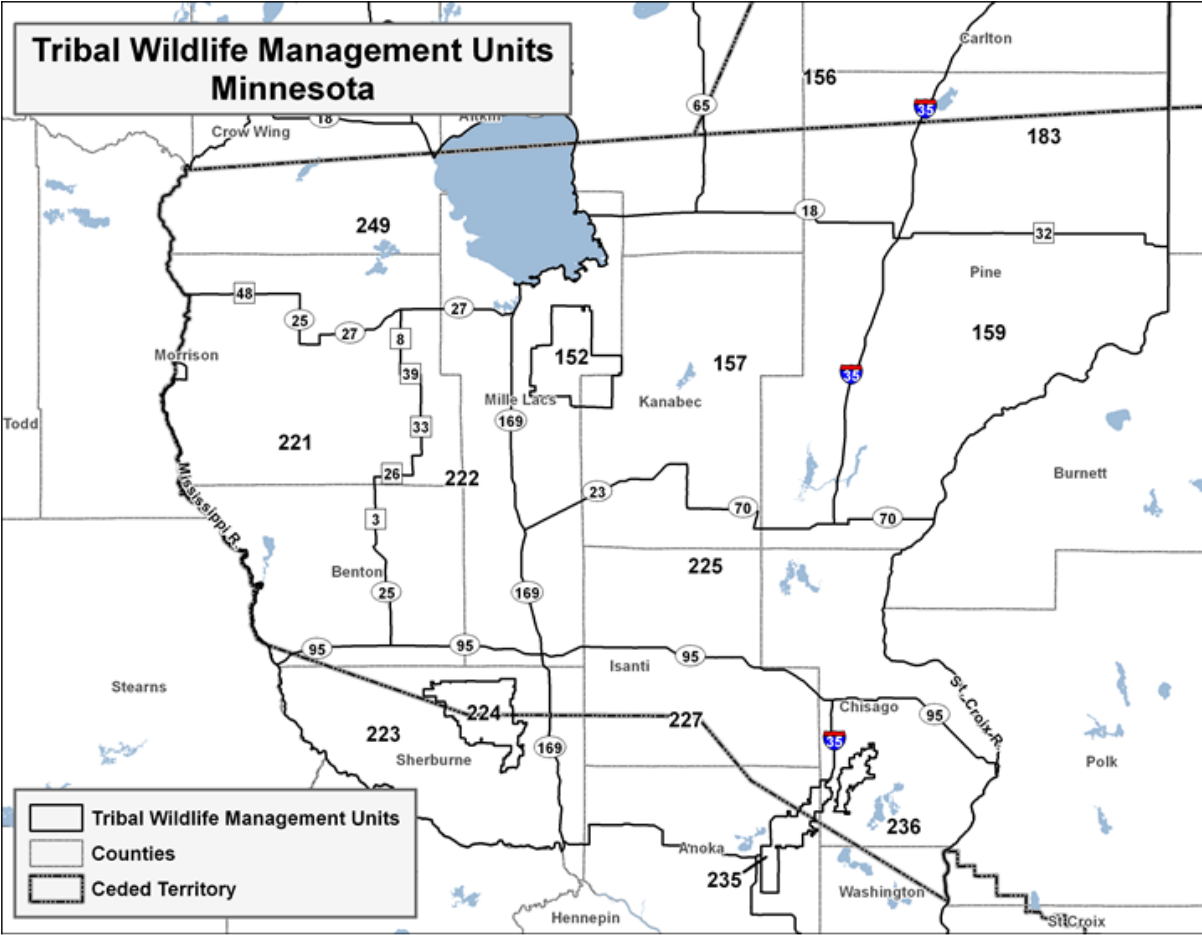 Tribal Wildlife Management Units
Minnesota
Carlton
156
65
35
18
Crow Wing
Aitkin
183
18
249
32
Pine
48
27
25
27
8
159
Morrison
152
157
39
35
Mille Lacs
Kanabec
169
Todd
33
221
26
222
Burnett
23
Mississippi R.
3
70
70
225
Benton
25
169
95
95
95
Isanti
Stearns
St. Croix R.
Chisago
224
227
95
223
169
35
Sherburne
Polk
236
Anoka
235
Washington
Hennepin
St Croix
Tribal Wildlife Management Units
Counties
Ceded Territory